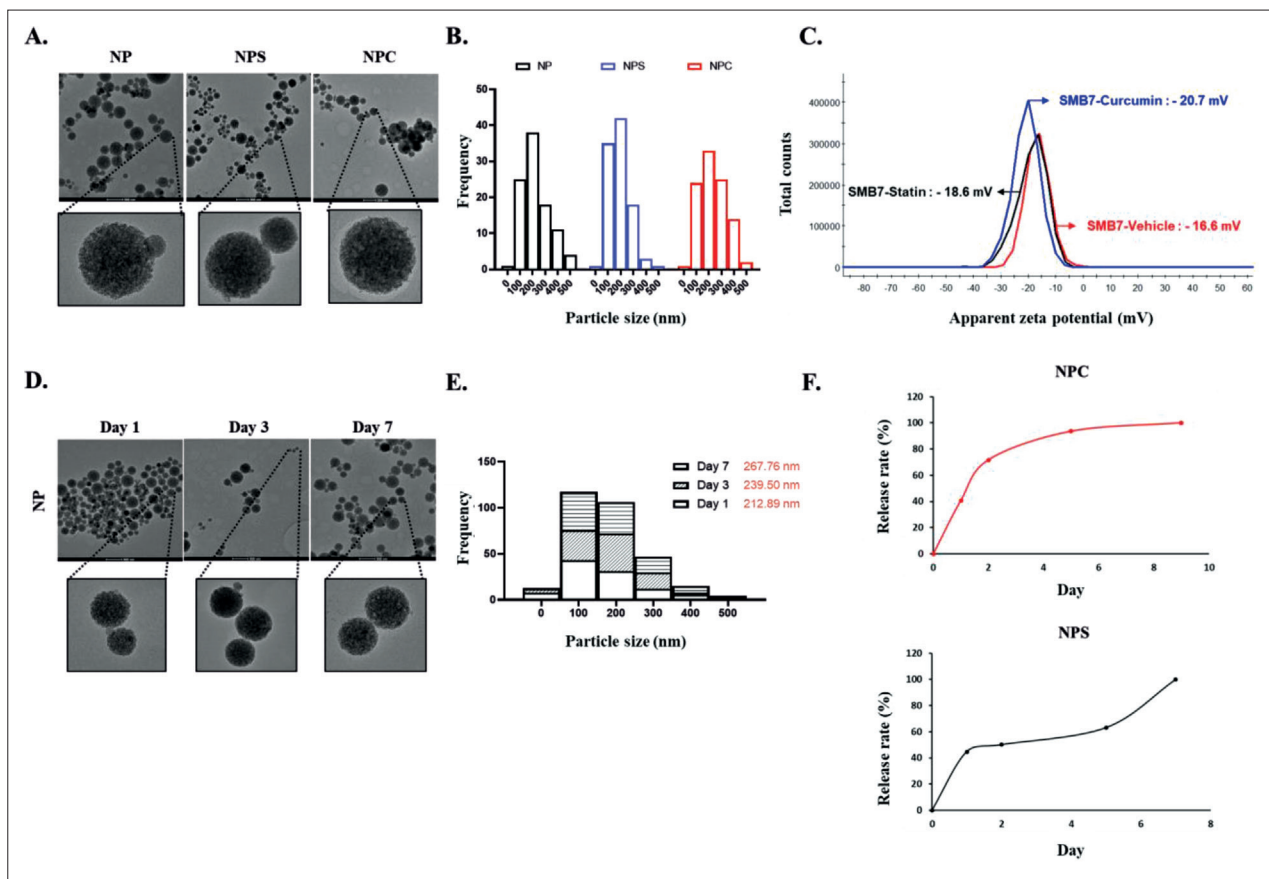 A.
NP NPS NPC
B.
NP NPS NPC
Frequency
50
40
30
20
10
0
0 100 200 300 400 500 0 100 200 300 400 500 0 100 200 300 400 500
Particle size (nm)
C.
SMB7-Curcumin : - 20.7 mV
SMB7-Statin : - 18.6 mV
SMB7-Vehicle : - 16.6 mV
Total counts
400000
300000
200000
100000
0
-80 -70 -60 -50 -40 -30 -20 -10 0 10 20 30 40 50 60
Apparent zeta potential (mV)
D.
Day 1 Day 3 Day 7
NP
E.
Day 7 267.76 nm
Day 3 239.50 nm
Day 1 212.89 nm
Frequency
150
100
50
0
0 100 200 300 400 500
Particle size (nm)
F.
NPC
Release rate (%)
120
100
80
60
40
20
0
0 2 4 6 8 10
Day
NPS
Release rate (%)
120
100
80
60
40
20
0
0 2 4 6 8
Day